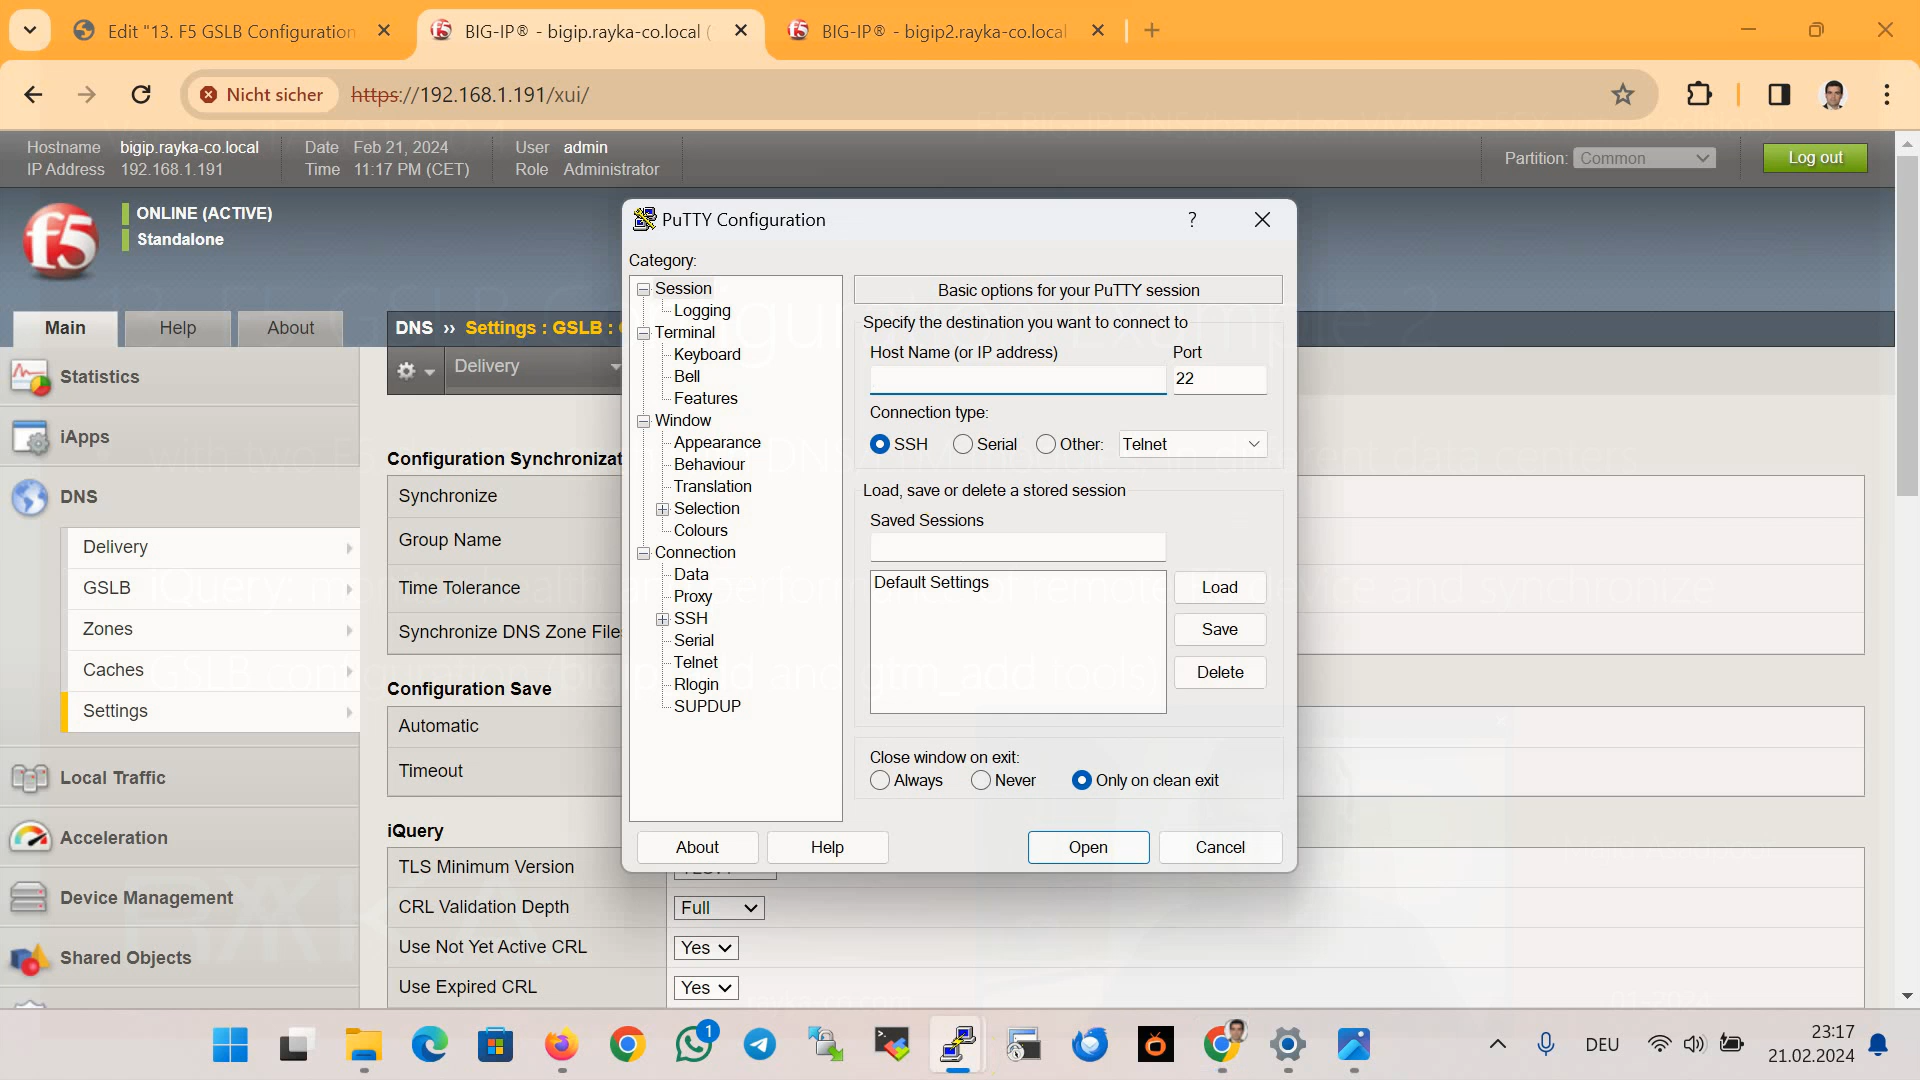 Edit "13. F5 GSLB Configuration
BIG-IP® - bigip.rayka-co.local (
BIG-IP® - bigip2.rayka-co.local
Nicht sicher
https://192.168.1.191/xui/
Hostname bigip.rayka-co.local
IP Address 192.168.1.191
Date Feb 21, 2024
Time 11:17 PM (CET)
User admin
Role Administrator
Partition: Common
Log out
f5
ONLINE (ACTIVE)
Standalone
Main
Help
About
Statistics
iApps
DNS
Delivery
GSLB
Zones
Caches
Settings
Local Traffic
Acceleration
Device Management
Shared Objects
DNS ›› Settings : GSLB :
Delivery
Configuration Synchronizat
Synchronize
Group Name
Time Tolerance
Synchronize DNS Zone File
Configuration Save
Automatic
Timeout
iQuery
TLS Minimum Version
CRL Validation Depth
Full
Use Not Yet Active CRL
Yes
Use Expired CRL
Yes
PuTTY Configuration
?
Category:
Session
Logging
Terminal
Keyboard
Bell
Features
Window
Appearance
Behaviour
Translation
Selection
Colours
Connection
Data
Proxy
SSH
Serial
Telnet
Rlogin
SUPDUP
Basic options for your PuTTY session
Specify the destination you want to connect to
Host Name (or IP address)
Port
22
Connection type:
SSH
Serial
Other:
Telnet
Load, save or delete a stored session
Saved Sessions
Default Settings
Load
Save
Delete
Close window on exit:
Always
Never
Only on clean exit
About
Help
Open
Cancel
1
DEU
23:17
21.02.2024